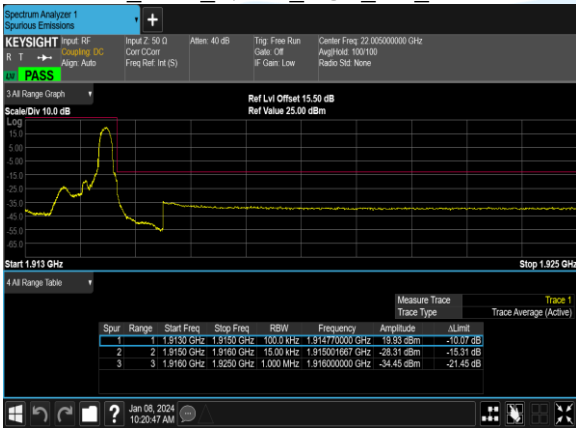 Spectrum Analyzer 1
Spurious Emissions
+
KEYSIGHT Input: RF Input Z: 50 Ω Atten: 40 dB Trig: Free Run Center Freq: 22.005000000 GHz
R T Coupling: DC Corr CCorr Gate: Off Avg|Hold: 100/100
Align: Auto Freq Ref: Int (S) IF Gain: Low Radio Std: None
LW PASS
3 All Range Graph
Ref Lvl Offset 15.50 dB
Scale/Div 10.0 dB Ref Value 25.00 dBm
Log
15.0
5.00
-5.00
-15.0
-25.0
-35.0
-45.0
-55.0
-65.0
Start 1.913 GHz Stop 1.925 GHz
4 All Range Table
Measure Trace Trace 1
Trace Type Trace Average (Active)
Spur Range Start Freq Stop Freq RBW Frequency Amplitude ΔLimit
1 1 1.9130 GHz 1.9150 GHz 100.0 kHz 1.914770000 GHz 19.93 dBm -10.07 dB
2 2 1.9150 GHz 1.9160 GHz 15.00 kHz 1.915001667 GHz -28.31 dBm -15.31 dB
3 3 1.9160 GHz 1.9250 GHz 1.000 MHz 1.916000000 GHz -34.45 dBm -21.45 dB
? Jan 08, 2024
10:20:47 AM